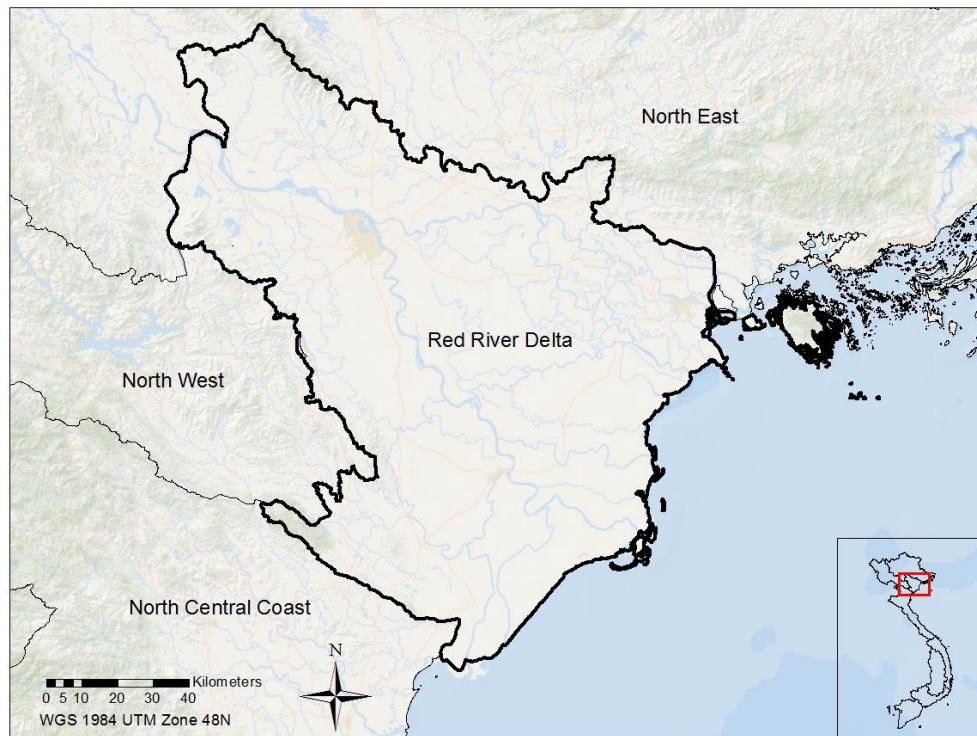 North East
Red River Delta
North West
North Central Coast
N
Kilometers
0 5 10 20 30 40
WGS 1984 UTM Zone 48N